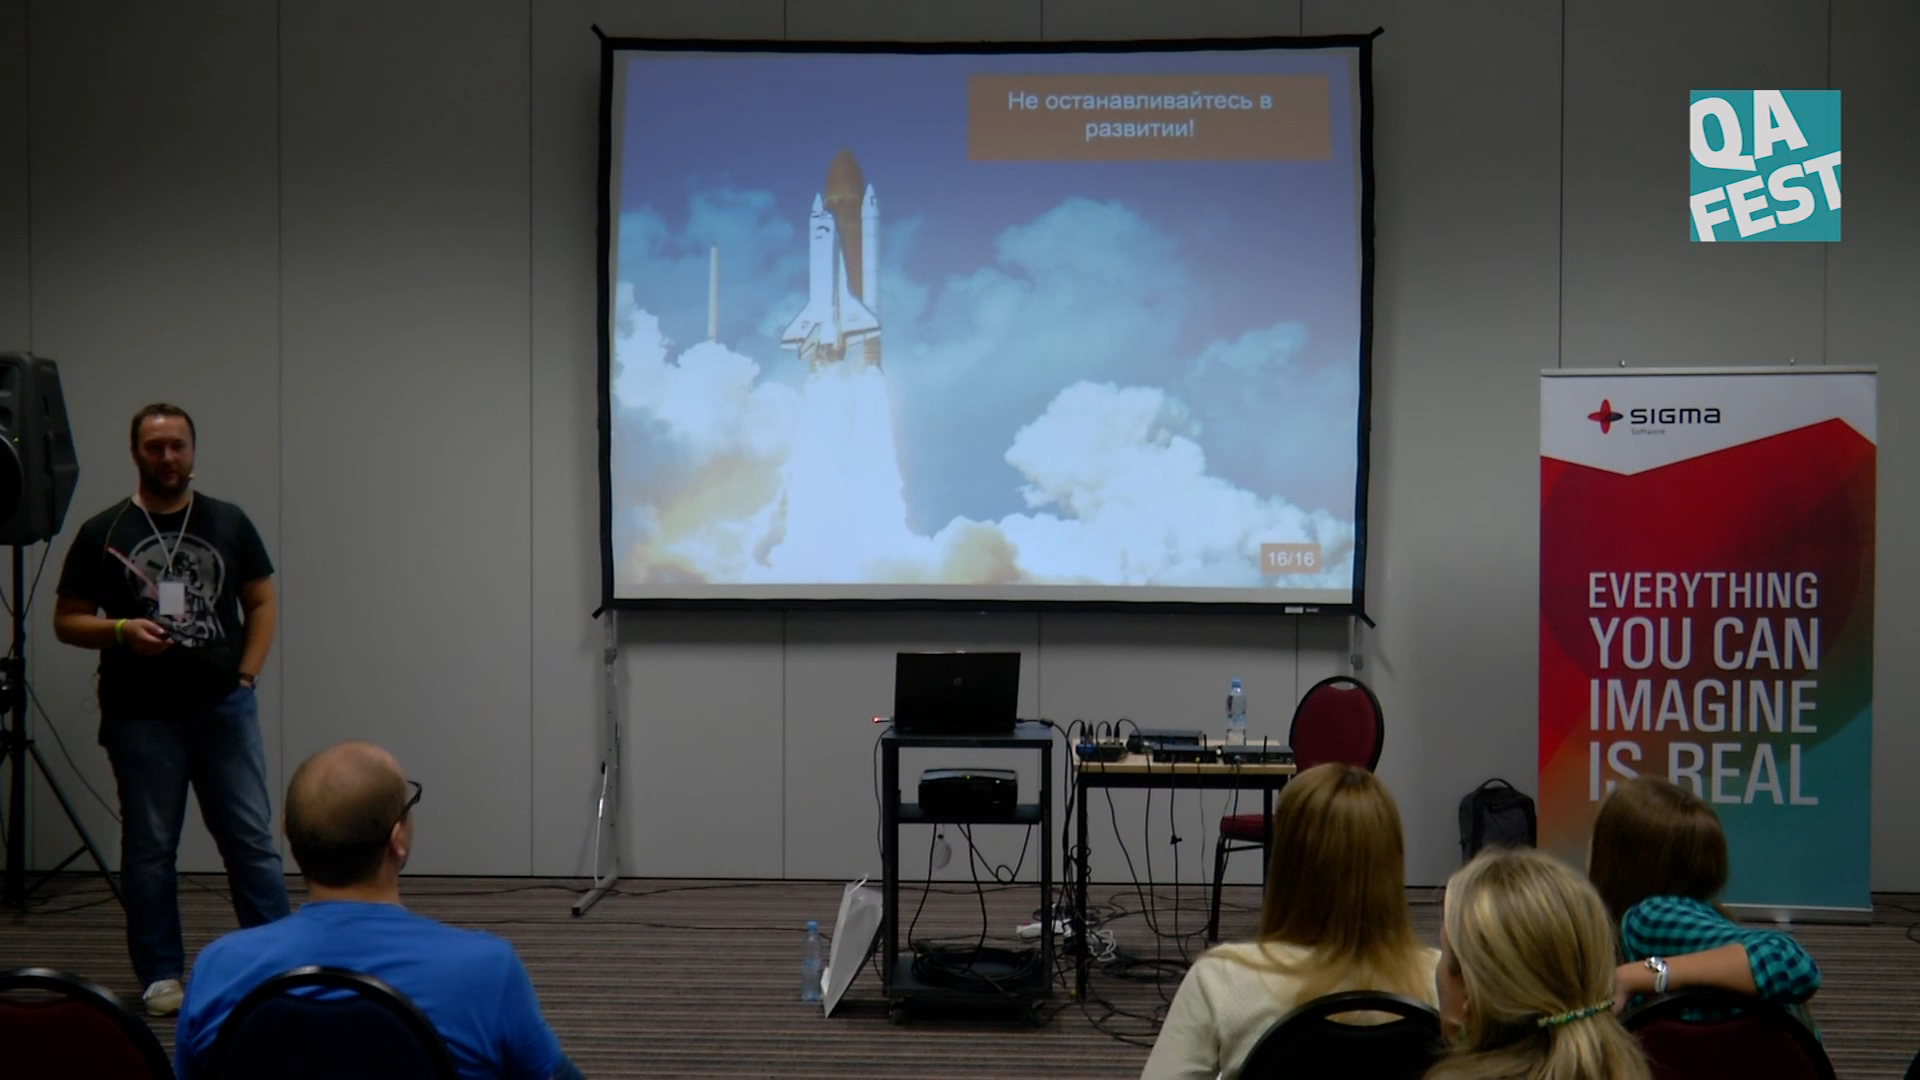 Не останавливайтесь в
развитии!
16/16
QA
FEST
sigma
Software
EVERYTHING
YOU CAN
IMAGINE
IS REAL